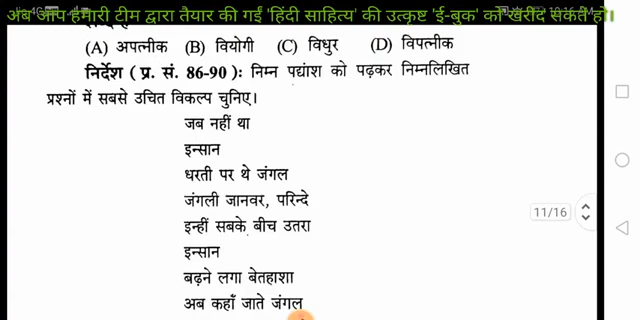 अब आप हमारी टीम द्वारा तैयार की गईं 'हिंदी साहित्य' की उत्कृष्ट 'ई-बुक' को खरीद सकते हो।
(A) अपत्नीक (B) वियोगी (C) विधुर (D) विपत्नीक
निर्देश ( प्र. सं. 86-90 ) : निम्न पद्यांश को पढ़कर निम्नलिखित
प्रश्नों में सबसे उचित विकल्प चुनिए।
जब नहीं था
इन्सान
धरती पर थे जंगल
जंगली जानवर, परिन्दे
इन्हीं सबके बीच उतरा
इन्सान
बढ़ने लगा बेतहाशा
अब कहाँ जाते जंगल
11/16